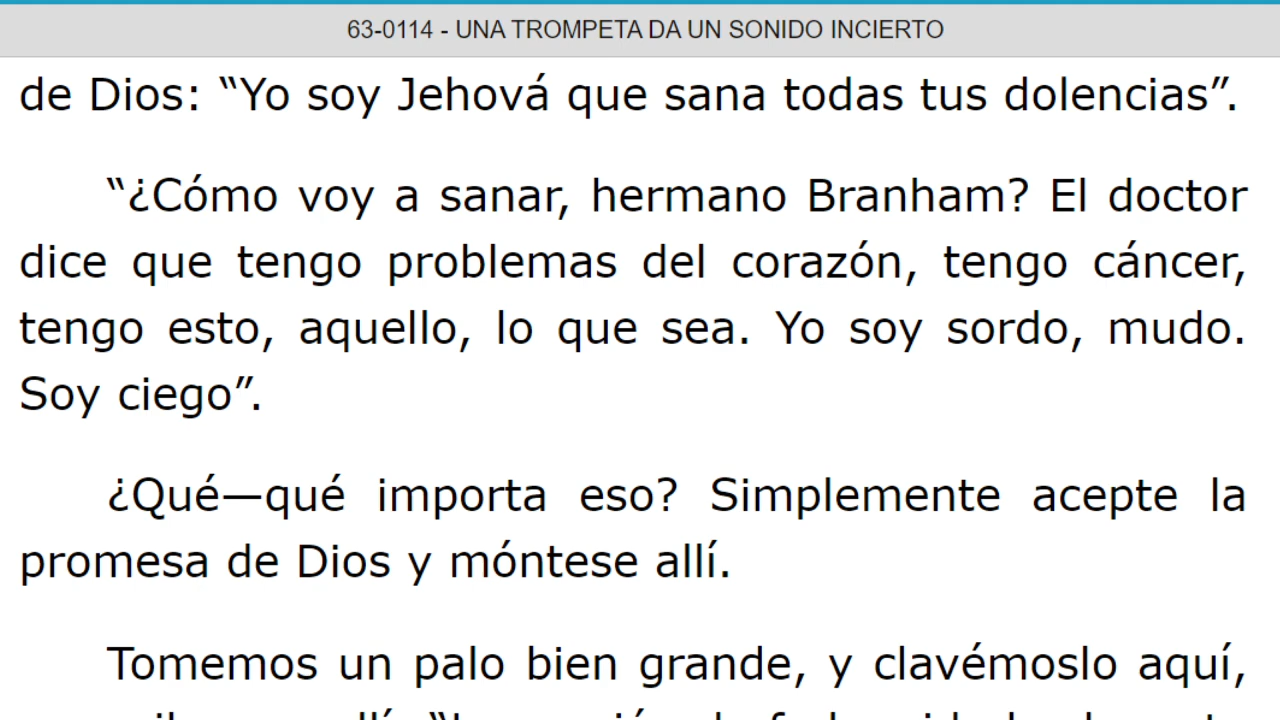 63-0114 - UNA TROMPETA DA UN SONIDO INCIERTO
de Dios: “Yo soy Jehová que sana todas tus dolencias”.
“¿Cómo voy a sanar, hermano Branham? El doctor
dice que tengo problemas del corazón, tengo cáncer,
tengo esto, aquello, lo que sea. Yo soy sordo, mudo.
Soy ciego”.
¿Qué—qué importa eso? Simplemente acepte la
promesa de Dios y móntese allí.
Tomemos un palo bien grande, y clavémoslo aquí,